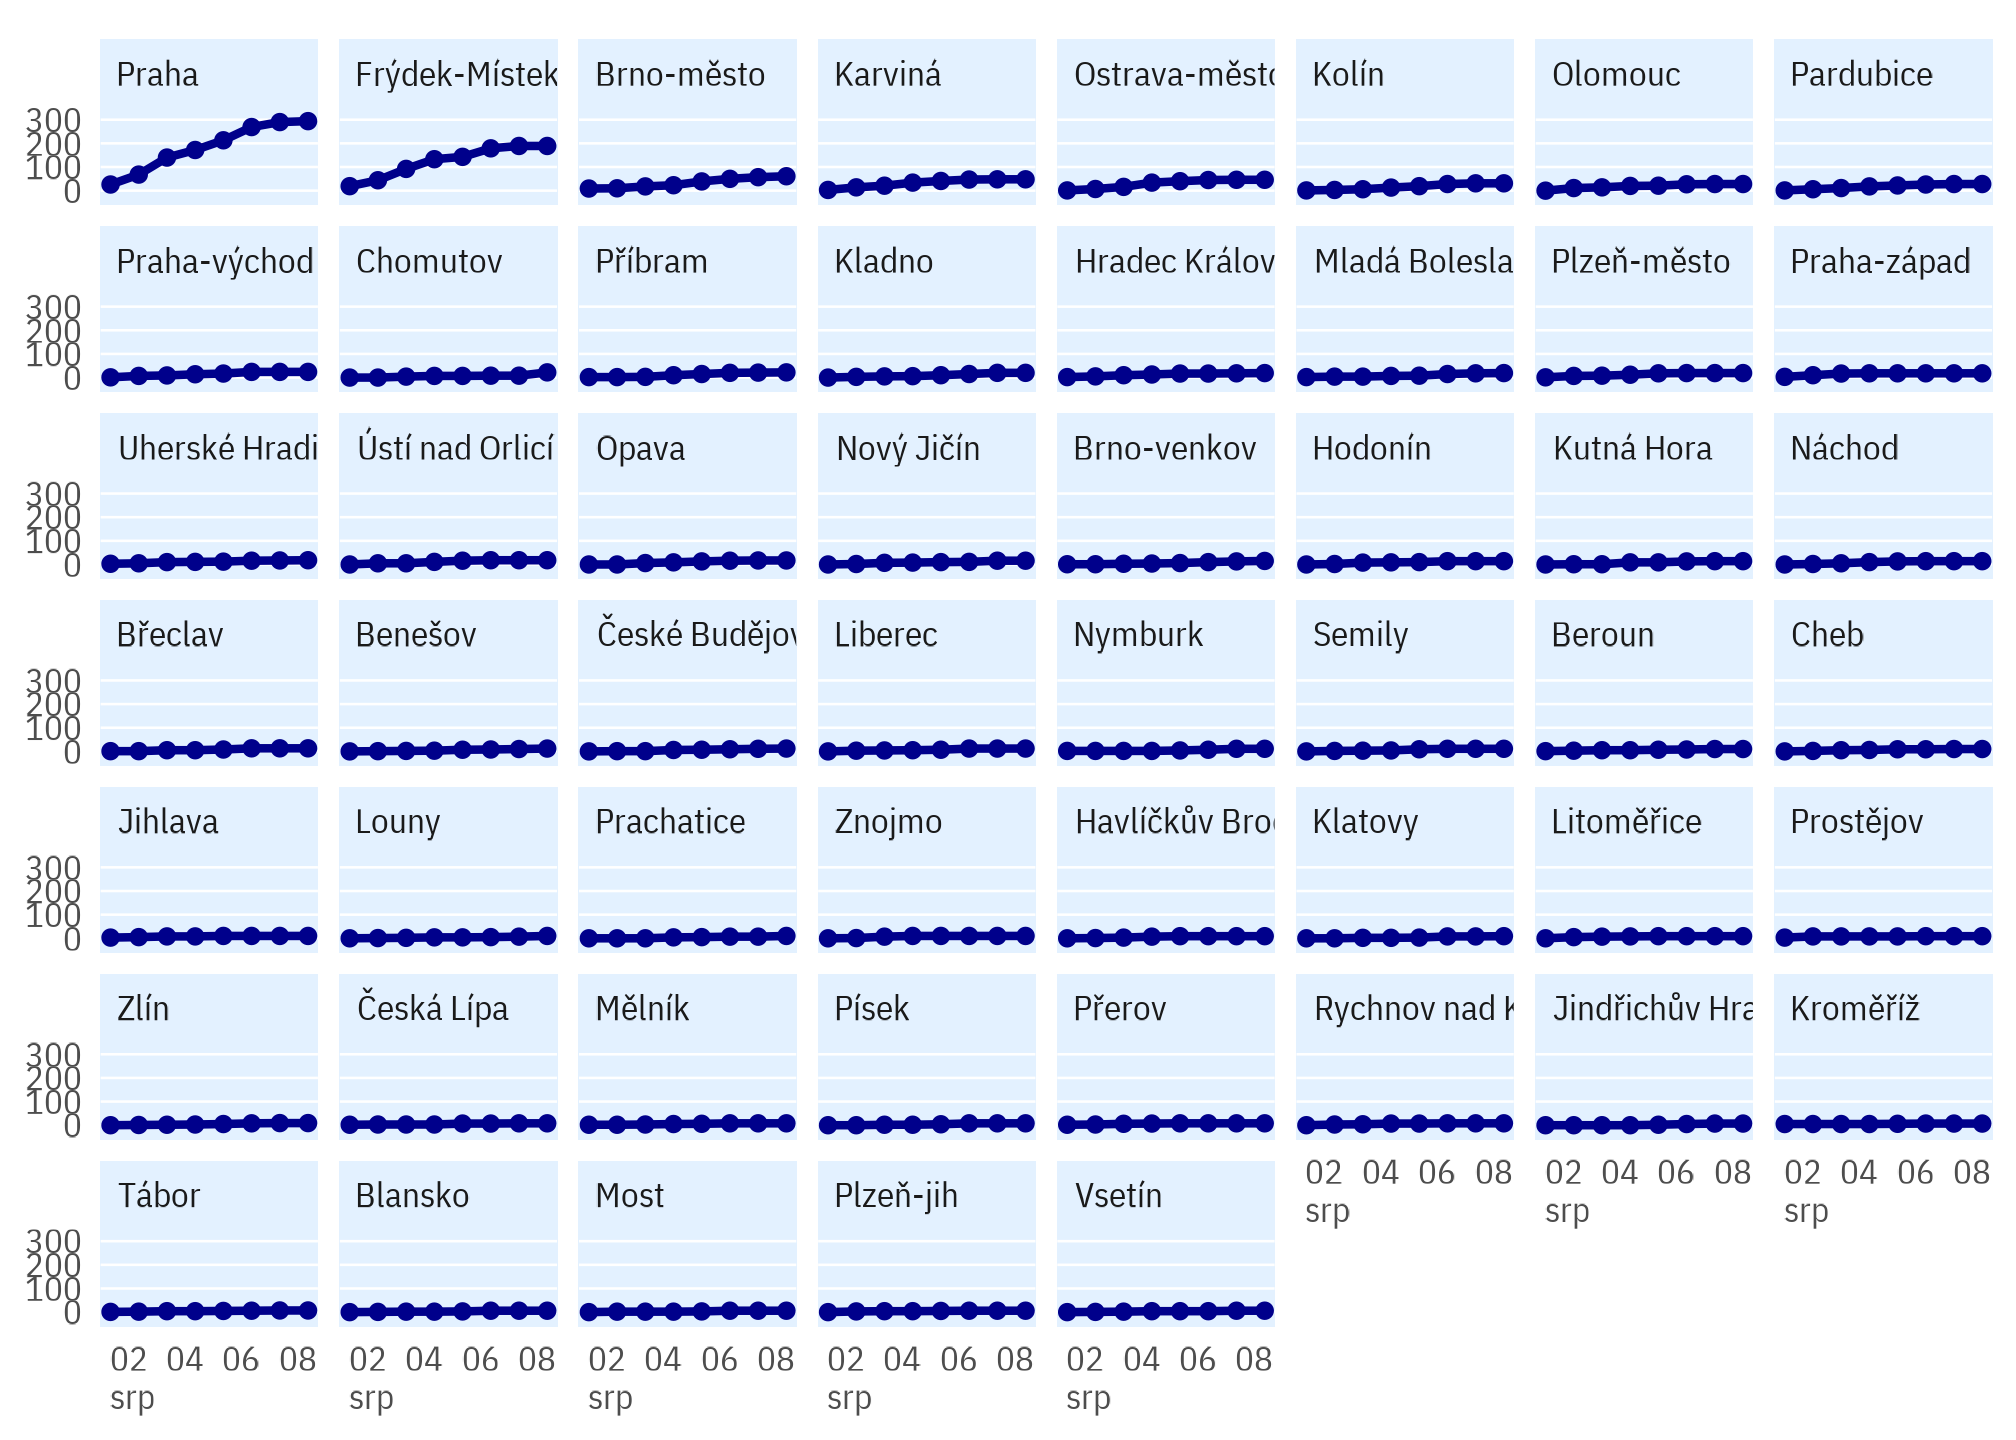 Praha Frýdek-Místek Brno-město Karviná Ostrava-město Kolín Olomouc Pardubice
300
200
100
0
Praha-východ Chomutov Příbram Kladno Hradec Králov Mladá Bolesla Plzeň-město Praha-západ
300
200
100
0
Uherské Hradi Ústí nad Orlicí Opava Nový Jičín Brno-venkov Hodonín Kutná Hora Náchod
300
200
100
0
Břeclav Benešov České Budějov Liberec Nymburk Semily Beroun Cheb
300
200
100
0
Jihlava Louny Prachatice Znojmo Havlíčkův Bro Klatovy Litoměřice Prostějov
300
200
100
0
Zlín Česká Lípa Mělník Písek Přerov Rychnov nad K Jindřichův Hra Kroměříž
300
200
100
0
02 04 06 08 02 04 06 08 02 04 06 08
srp srp srp
Tábor Blansko Most Plzeň-jih Vsetín
300
200
100
0
02 04 06 08 02 04 06 08 02 04 06 08 02 04 06 08 02 04 06 08
srp srp srp srp srp